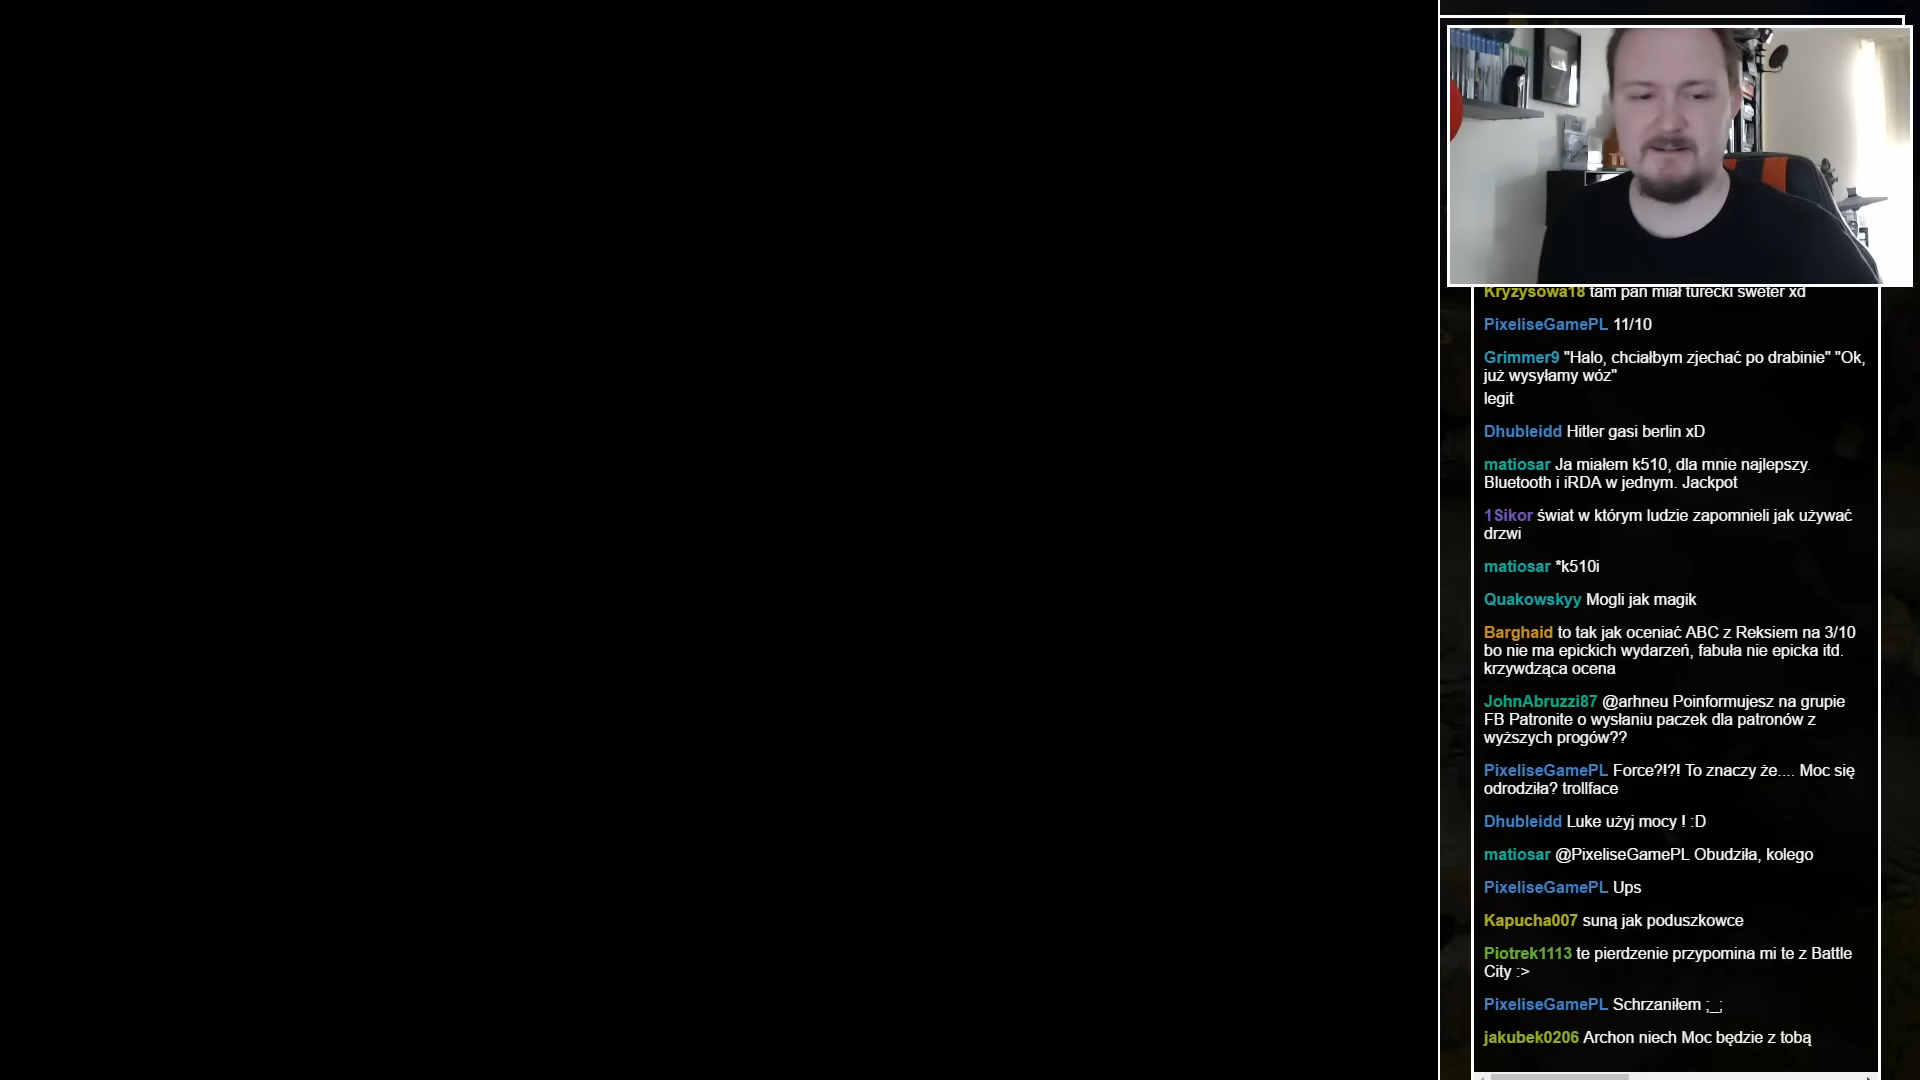 Kryzysowa18 tam pan miał turecki sweter xd
PixeliseGamePL 11/10
Grimmer9 "Halo, chciałbym zjechać po drabinie" "Ok,
już wysyłamy wóz"
legit
Dhubleidd Hitler gasi berlin xD
matiosar Ja miałem k510, dla mnie najlepszy.
Bluetooth i iRDA w jednym. Jackpot
1Sikor świat w którym ludzie zapomnieli jak używać
drzwi
matiosar *k510i
Quakowskyy Mogli jak magik
Barghaid to tak jak oceniać ABC z Reksiem na 3/10
bo nie ma epickich wydarzeń, fabuła nie epicka itd.
krzywdząca ocena
JohnAbruzzi87 @arhneu Poinformujesz na grupie
FB Patronite o wysłaniu paczek dla patronów z
wyższych progów??
PixeliseGamePL Force?!?! To znaczy że.... Moc się
odrodziła? trollface
Dhubleidd Luke użyj mocy ! :D
matiosar @PixeliseGamePL Obudziła, kolego
PixeliseGamePL Ups
Kapucha007 suną jak poduszkowce
Piotrek1113 te pierdzenie przypomina mi te z Battle
City :>
PixeliseGamePL Schrzaniłem ;_;
jakubek0206 Archon niech Moc będzie z tobą